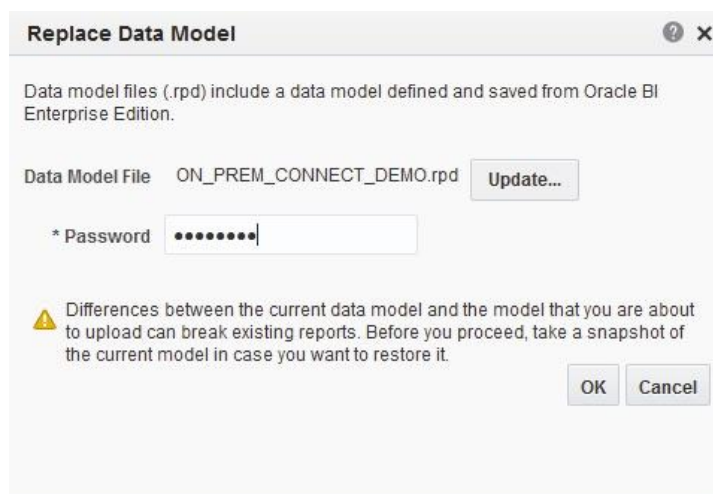 Replace Data Model
Data model files (.rpd) include a data model defined and saved from Oracle BI
Enterprise Edition.
Data Model File ON_PREM_CONNECT_DEMO.rpd Update...
* Password ••••••••
Differences between the current data model and the model that you are about
to upload can break existing reports. Before you proceed, take a snapshot of
the current model in case you want to restore it.
OK Cancel